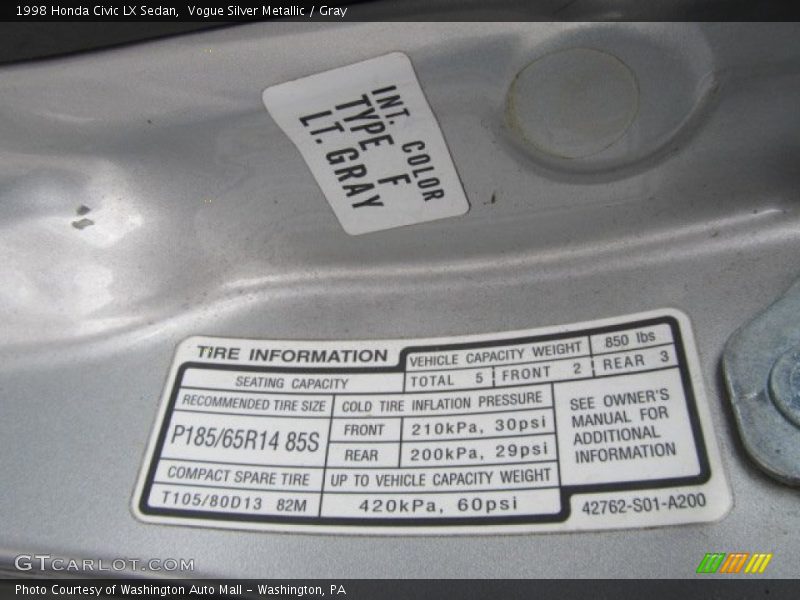 1998 Honda Civic LX Sedan,  Vogue Silver Metallic / Gray
INT. COLOR
TYPE F
LT. GRAY
TIRE INFORMATION
VEHICLE CAPACITY WEIGHT 850 lbs
SEATING CAPACITY TOTAL 5 FRONT 2 REAR 3
RECOMMENDED TIRE SIZE
P185/65R14 85S
COLD TIRE INFLATION PRESSURE
FRONT 210kPa, 30psi
REAR 200kPa, 29psi
COMPACT SPARE TIRE
T105/80D13 82M
UP TO VEHICLE CAPACITY WEIGHT
420kPa, 60psi
SEE OWNER'S
MANUAL FOR
ADDITIONAL
INFORMATION
42762-S01-A200
GTCARLOT.COM
Photo Courtesy of Washington Auto Mall - Washington, PA